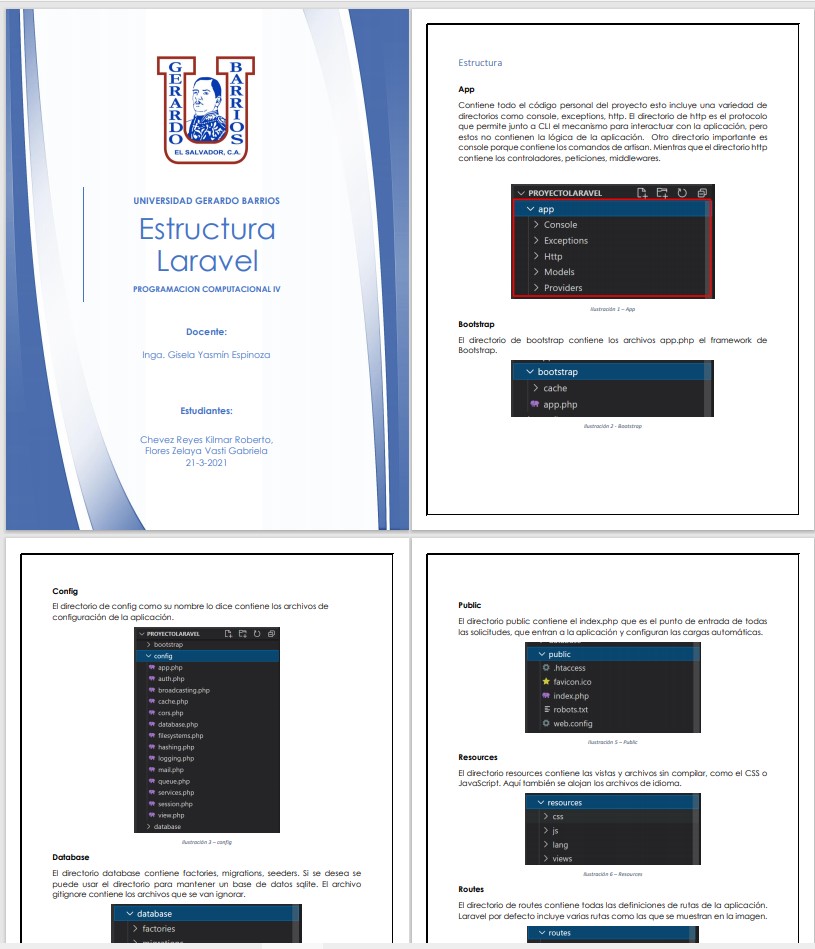 GERARDO
BARRIOS
EL SALVADOR, C.A.
UNIVERSIDAD GERARDO BARRIOS
Estructura
Laravel
PROGRAMACION COMPUTACIONAL IV
Docente:
Inga. Gisela Yasmín Espinoza
Estudiantes:
Chevez Reyes Kilmar Roberto,
Flores Zelaya Vasti Gabriela
21-3-2021
Estructura
App
Contiene todo el código personal del proyecto esto incluye una variedad de
directorios como console, exceptions, http. El directorio de http es el protocolo
que permite junto a CLI el mecanismo para interactuar con la aplicación, pero
estos no contienen la lógica de la aplicación. Otro directorio importante es
console porque contiene los comandos de artisan. Mientras que el directorio http
contiene los controladores, peticiones, middlewares.
PROYECTOLARAVEL
app
Console
Exceptions
Http
Models
Providers
Ilustración 1 – App
Bootstrap
El directorio de bootstrap contiene los archivos app.php el framework de
Bootstrap.
bootstrap
cache
app.php
Ilustración 2 - Bootstrap
Config
El directorio de config como su nombre lo dice contiene los archivos de
configuración de la aplicación.
PROYECTOLARAVEL
bootstrap
config
app.php
auth.php
broadcasting.php
cache.php
cors.php
database.php
filesystems.php
hashing.php
logging.php
mail.php
queue.php
services.php
session.php
view.php
database
Ilustración 3 – config
Database
El directorio database contiene factories, migrations, seeders. Si se desea se
puede usar el directorio para mantener un base de datos sqlite. El archivo
gitignore contiene los archivos que se van ignorar.
database
factories
migrations
Public
El directorio public contiene el index.php que es el punto de entrada de todas
las solicitudes, que entran a la aplicación y configuran las cargas automáticas.
public
.htaccess
favicon.ico
index.php
robots.txt
web.config
Ilustración 5 – Public
Resources
El directorio resources contiene las vistas y archivos sin compilar, como el CSS o
JavaScript. Aquí también se alojan los archivos de idioma.
resources
css
js
lang
views
Ilustración 6 – Resources
Routes
El directorio de routes contiene todas las definiciones de rutas de la aplicación.
Laravel por defecto incluye varias rutas como las que se muestran en la imagen.
routes